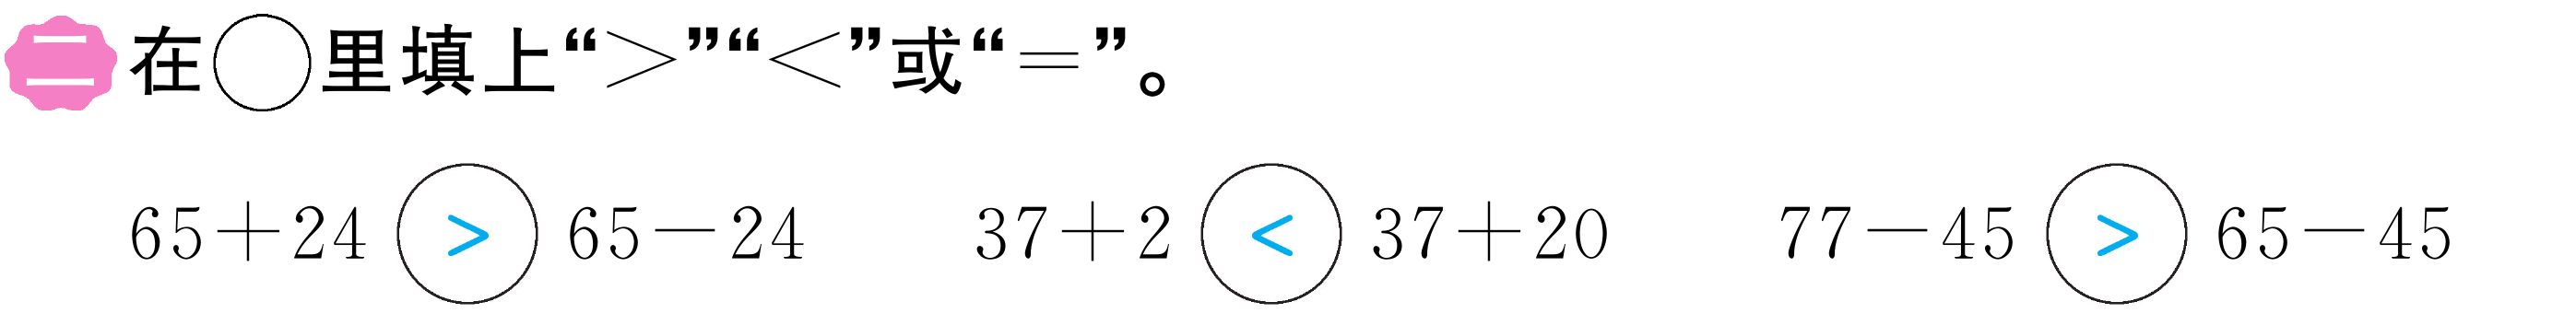 二 在○里填上“>”“<”或“=”。
65+24 > 65-24 37+2 < 37+20 77-45 > 65-45